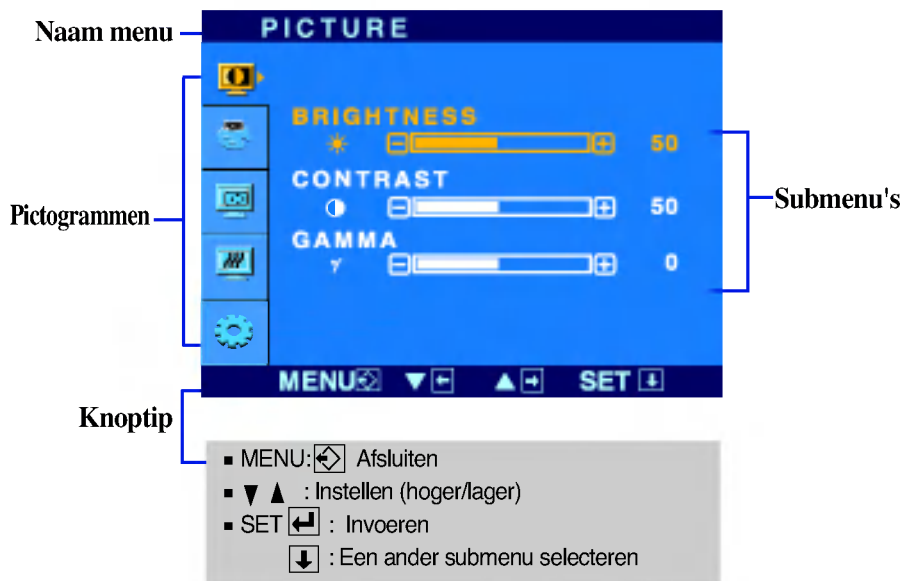 Naam menu
PICTURE
BRIGHTNESS
50
CONTRAST
50
GAMMA
γ 0
Pictogrammen
Submenu's
MENU ▼ ← ▲ → SET ↓
Knoptip
▪ MENU: Afsluiten
▪ ▼ ▲ : Instellen (hoger/lager)
▪ SET ↵ : Invoeren
↓ : Een ander submenu selecteren